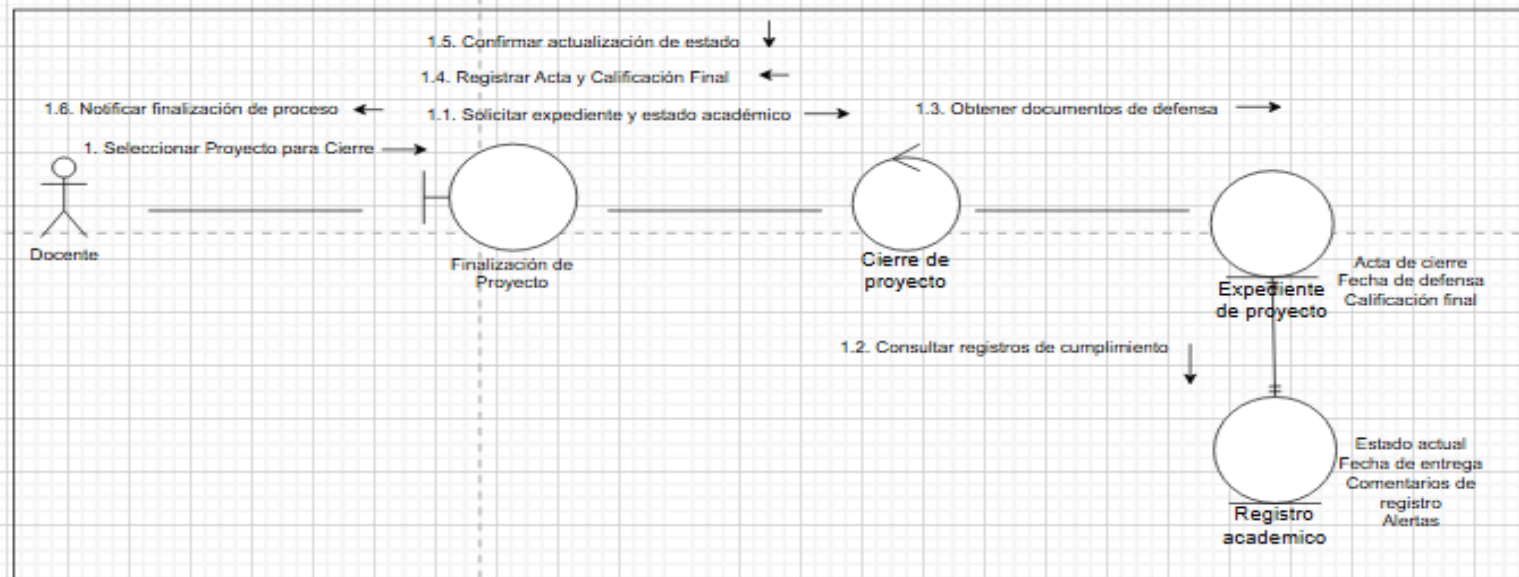 1.5. Confirmar actualización de estado
1.4. Registrar Acta y Calificación Final
1.6. Notificar finalización de proceso
1.1. Solicitar expediente y estado académico
1.3. Obtener documentos de defensa
1. Seleccionar Proyecto para Cierre
Docente
Finalización de
Proyecto
Cierre de
proyecto
Expediente
de proyecto
Acta de cierre
Fecha de defensa
Calificación final
1.2. Consultar registros de cumplimiento
Estado actual
Fecha de entrega
Comentarios de
registro
Alertas
Registro
academico